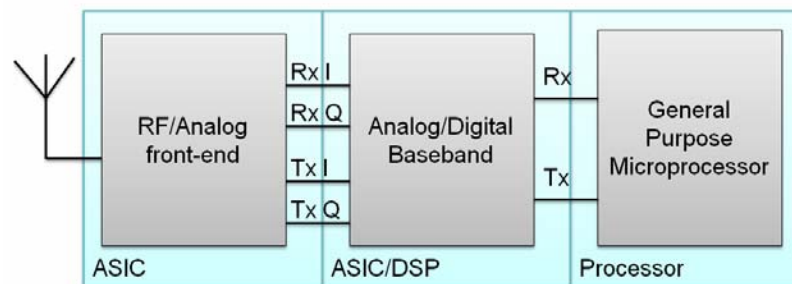 RF/Analog
front-end
Rx I
Rx Q
Tx I
Tx Q
Analog/Digital
Baseband
Rx
Tx
General
Purpose
Microprocessor
ASIC
ASIC/DSP
Processor